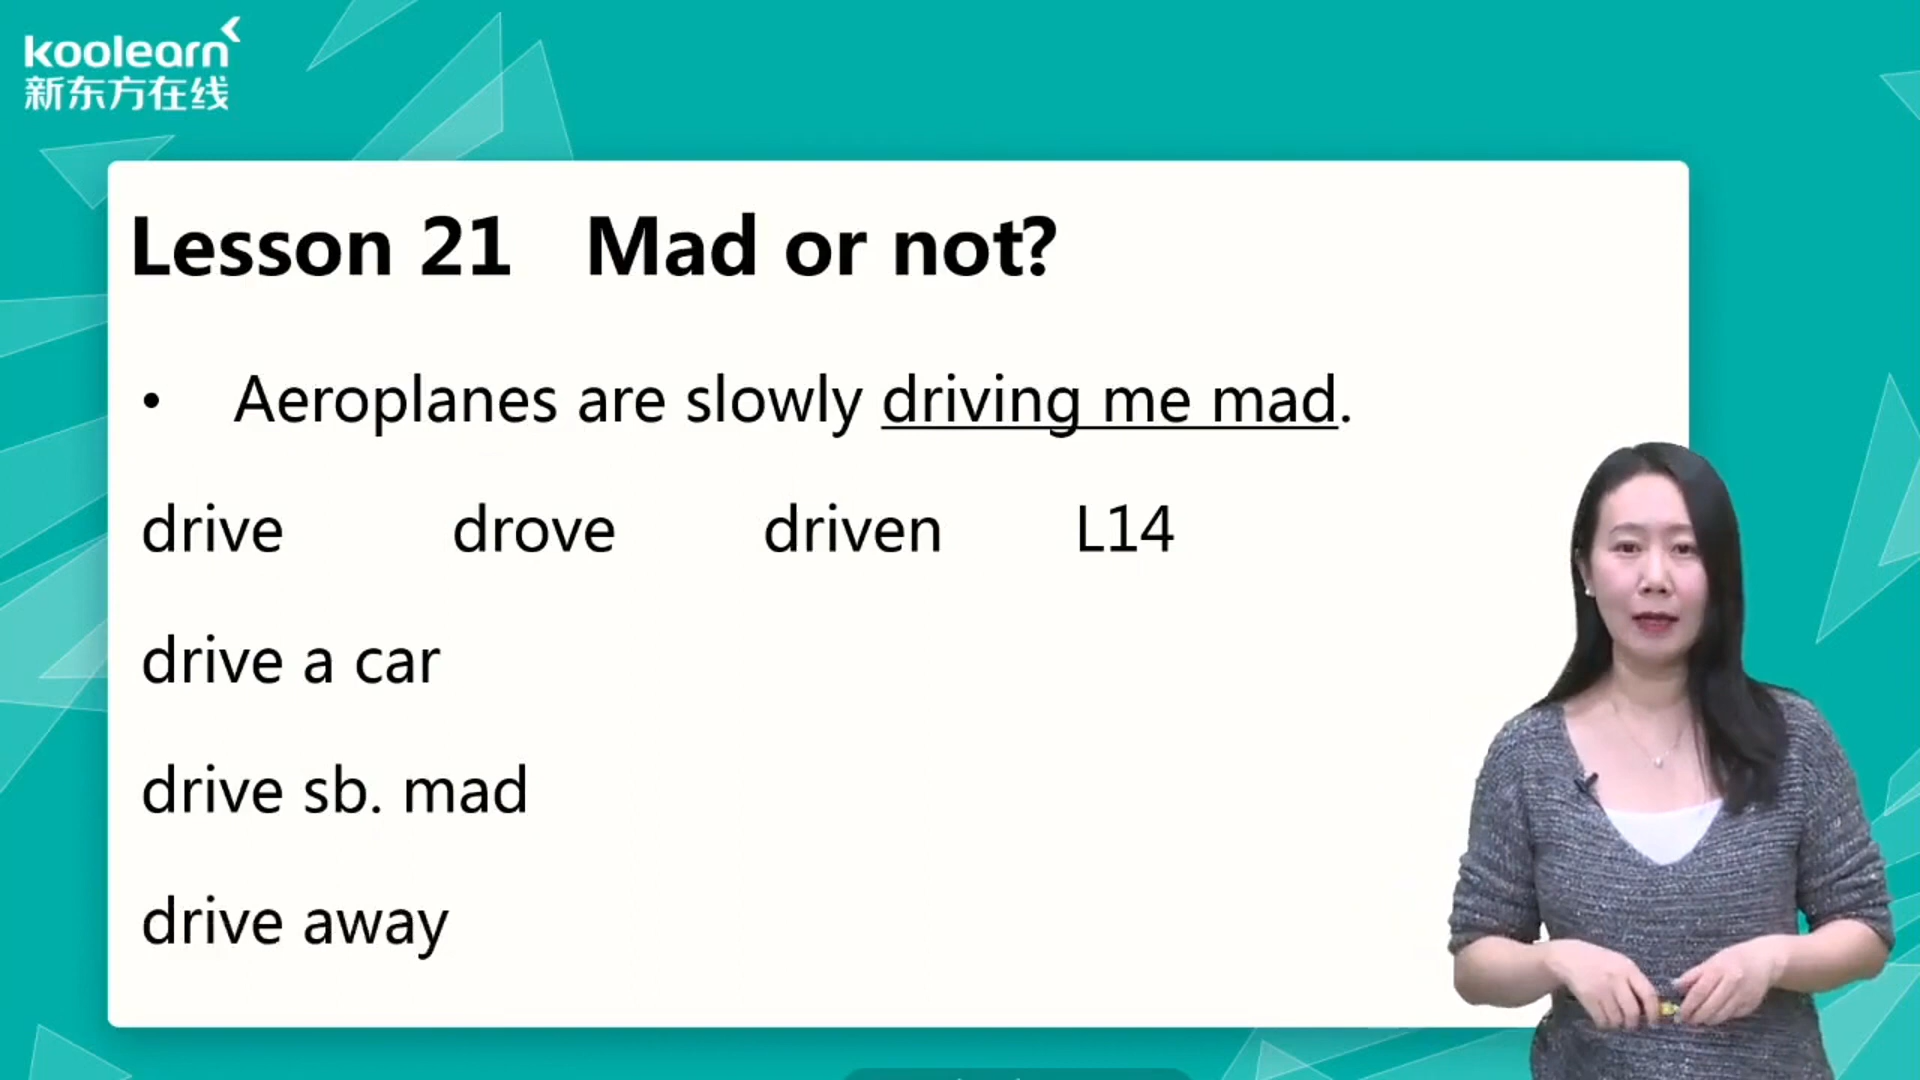 koolearn
新东方在线
Lesson 21 Mad or not?
• Aeroplanes are slowly driving me mad.
drive drove driven L14
drive a car
drive sb. mad
drive away